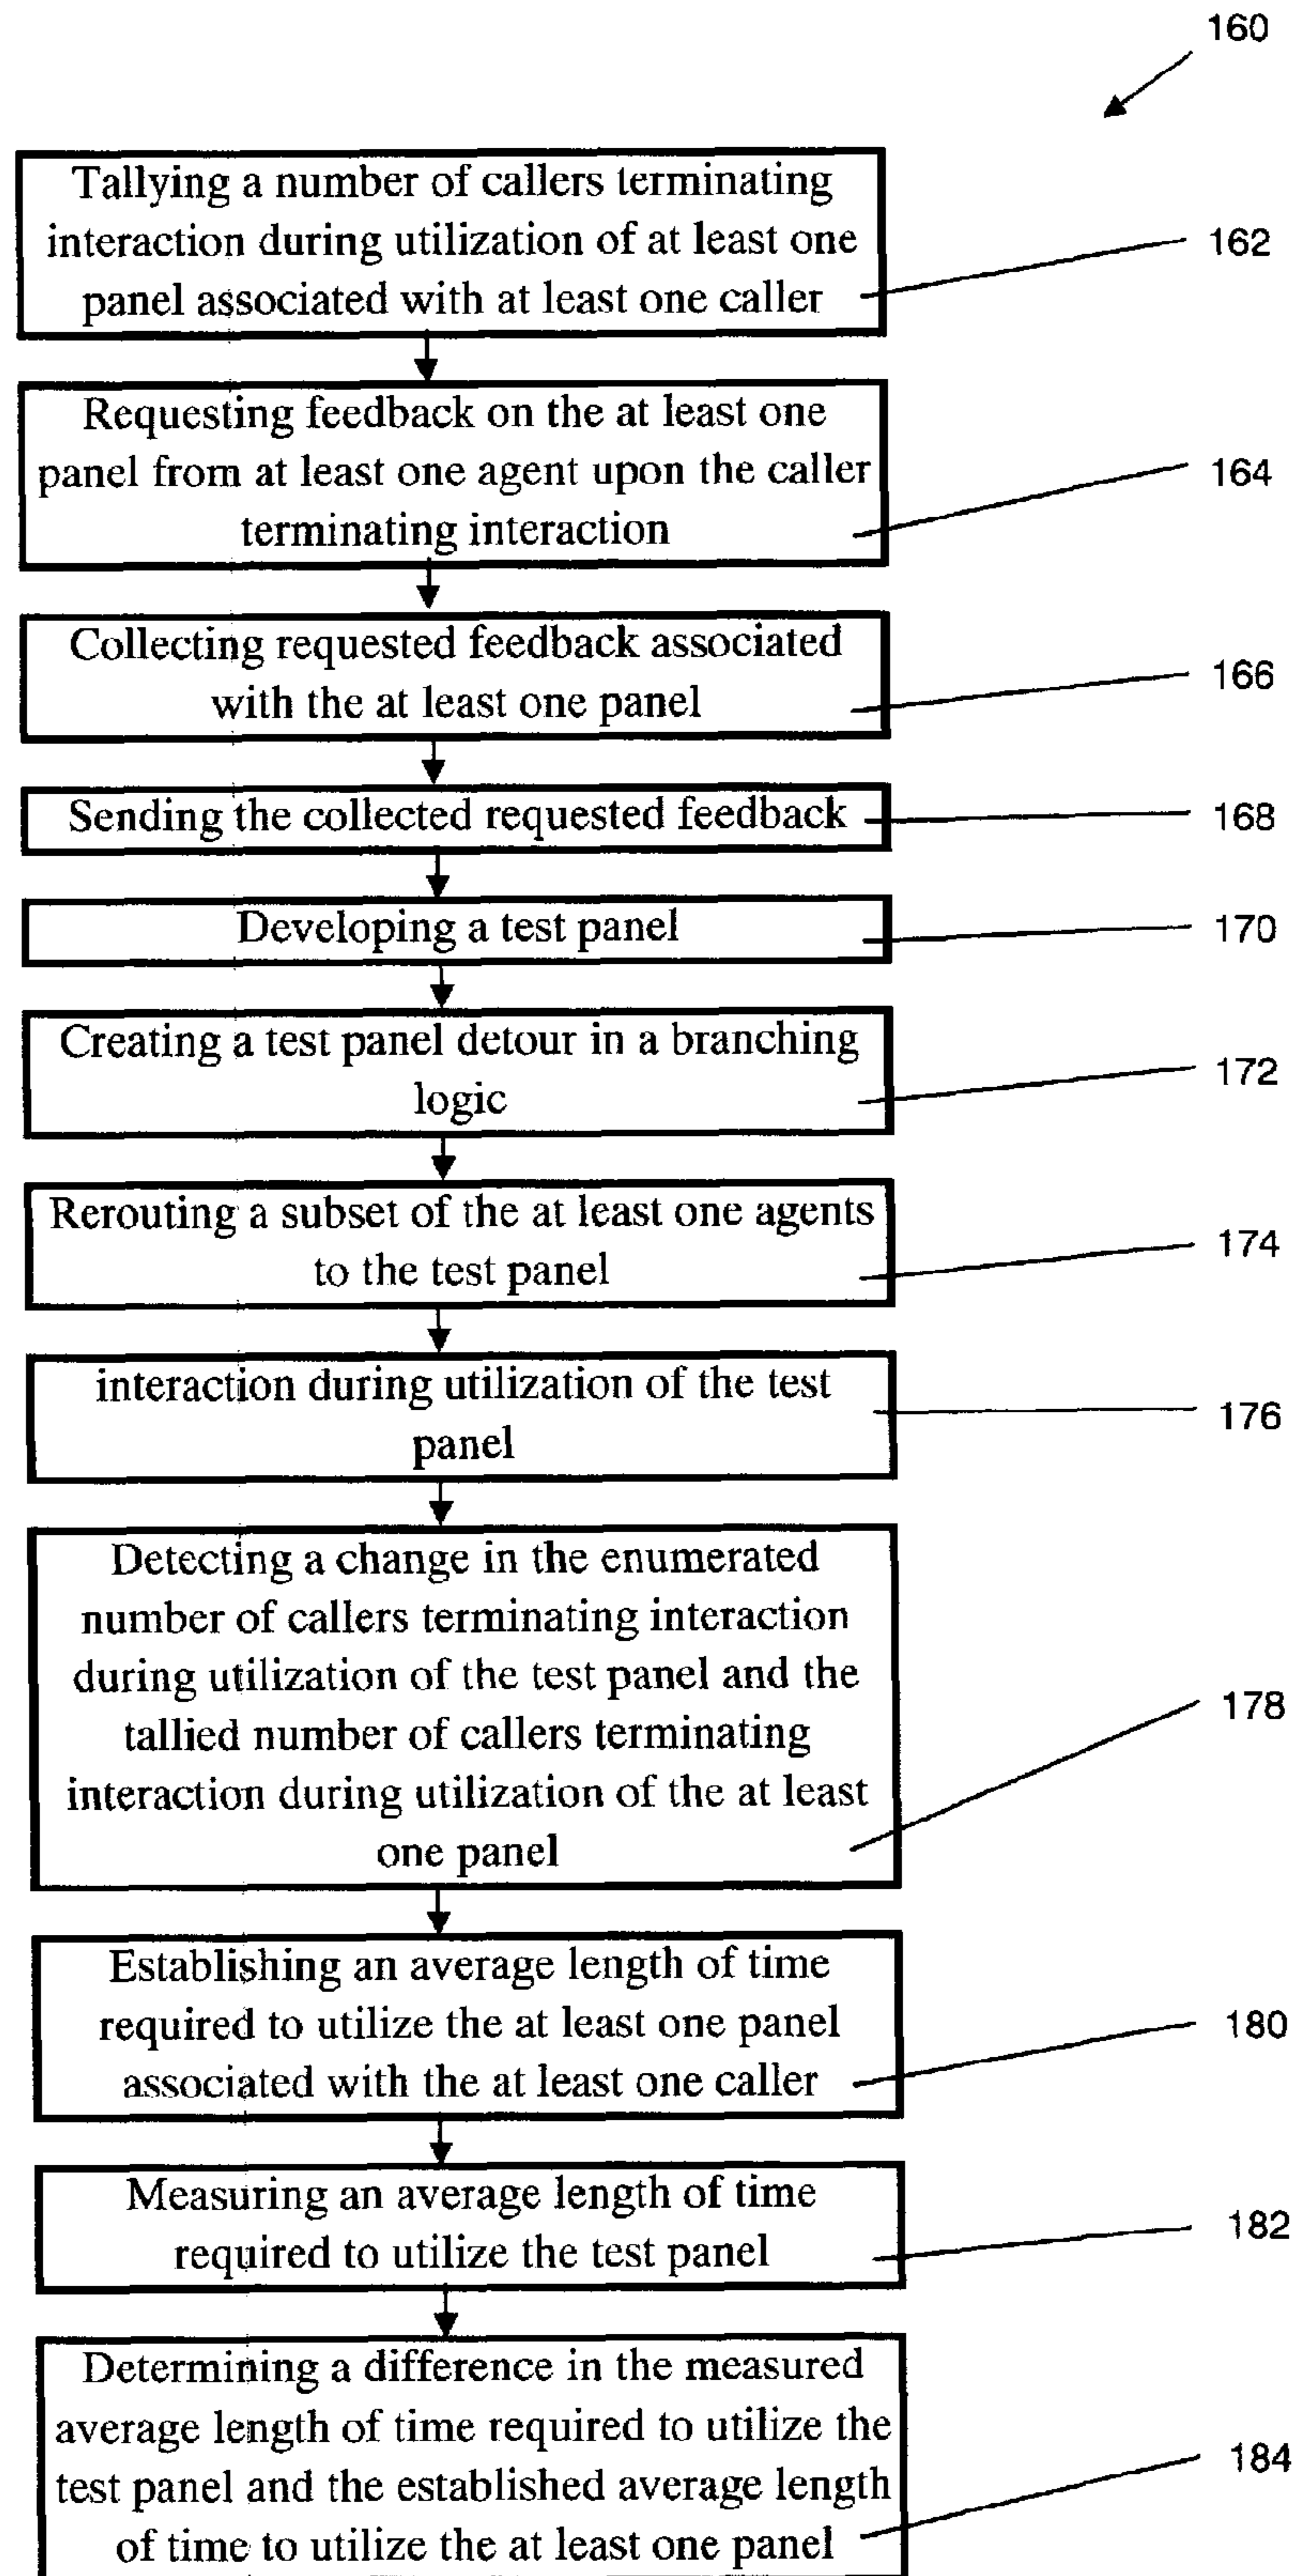 160
Tallying a number of callers terminating
interaction during utilization of at least one
panel associated with at least one caller
162
Requesting feedback on the at least one
panel from at least one agent upon the caller
terminating interaction
164
Collecting requested feedback associated
with the at least one panel
166
Sending the collected requested feedback
168
Developing a test panel
170
Creating a test panel detour in a branching
logic
172
Rerouting a subset of the at least one agents
to the test panel
174
interaction during utilization of the test
panel
176
Detecting a change in the enumerated
number of callers terminating interaction
during utilization of the test panel and the
tallied number of callers terminating
interaction during utilization of the at least
one panel
178
Establishing an average length of time
required to utilize the at least one panel
associated with the at least one caller
180
Measuring an average length of time
required to utilize the test panel
182
Determining a difference in the measured
average length of time required to utilize the
test panel and the established average length
of time to utilize the at least one panel
184